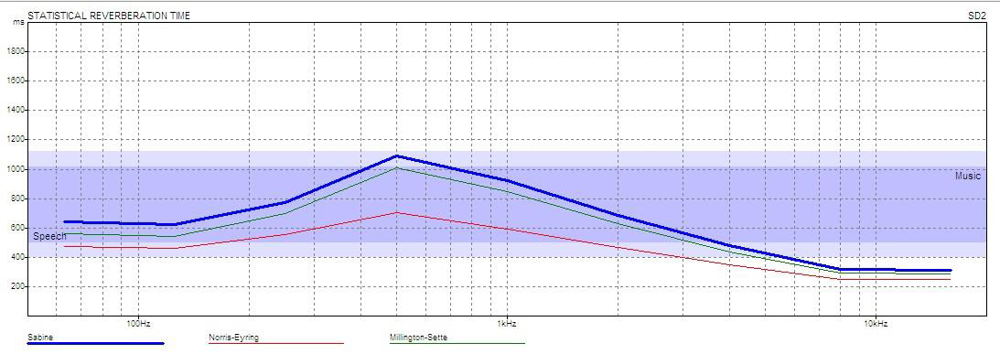 STATISTICAL REVERBERATION TIME SD2
ms
1800
1600
1400
1200
1000
Music
800
600
Speech
400
200
100Hz 1kHz 10kHz
Sabine Norris-Eyring Millington-Sette